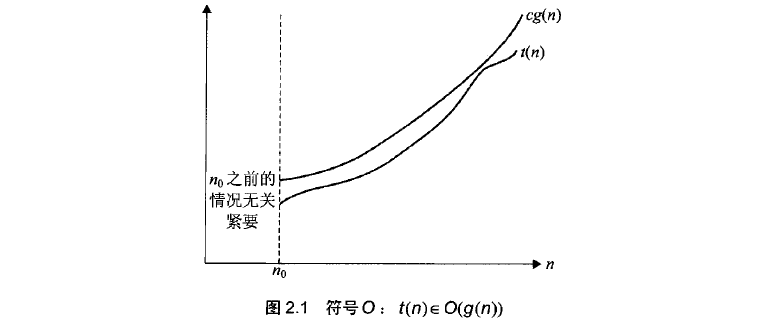 cg(n)
t(n)
n₀之前的
情况无关
紧要
n₀
n
图 2.1 符号 O：t(n)∈O(g(n))